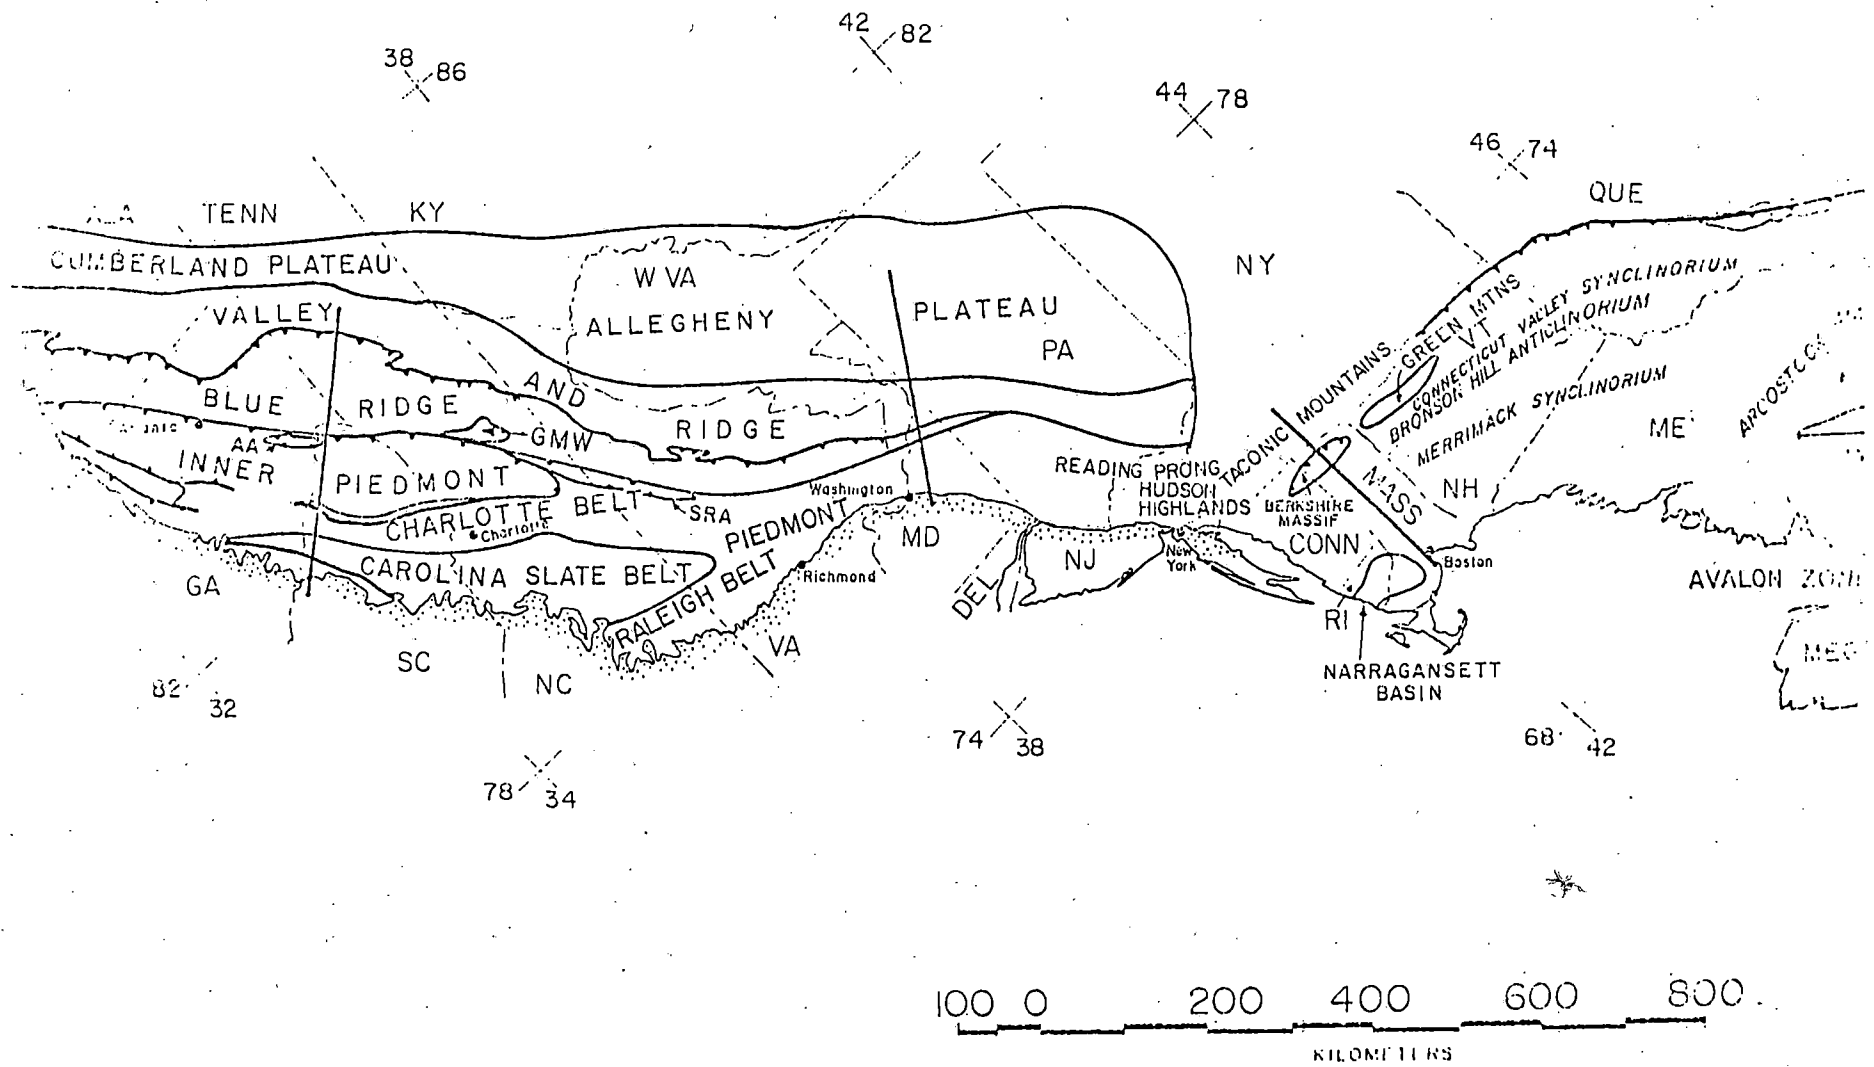 42 82
38 86
44 78
46 74
QUE
TENN KY
CUMBERLAND PLATEAU
W VA
NY
VALLEY
ALLEGHENY PLATEAU
PA
GREEN MTNS
VT
CONNECTICUT VALLEY SYNCLINORIUM
BRONSON HILL ANTICLINORIUM
MERRIMACK SYNCLINORIUM
TACONIC MOUNTAINS
AND
BLUE RIDGE
RIDGE
GMW
AA
ME
INNER
PIEDMONT
READING PRONG
HUDSON
HIGHLANDS
BERKSHIRE
MASSIF
MASS
NH
Washington
CHARLOTTE BELT
Charlotte
SRA
PIEDMONT
MD
NJ
New
York
CONN
Boston
CAROLINA SLATE BELT
Richmond
GA
DEL
RALEIGH BELT
RI
AVALON
VA
SC
NC
NARRAGANSETT
BASIN
82 32
74 38
68 42
78 34
100 0 200 400 600 800
KILOMETERS